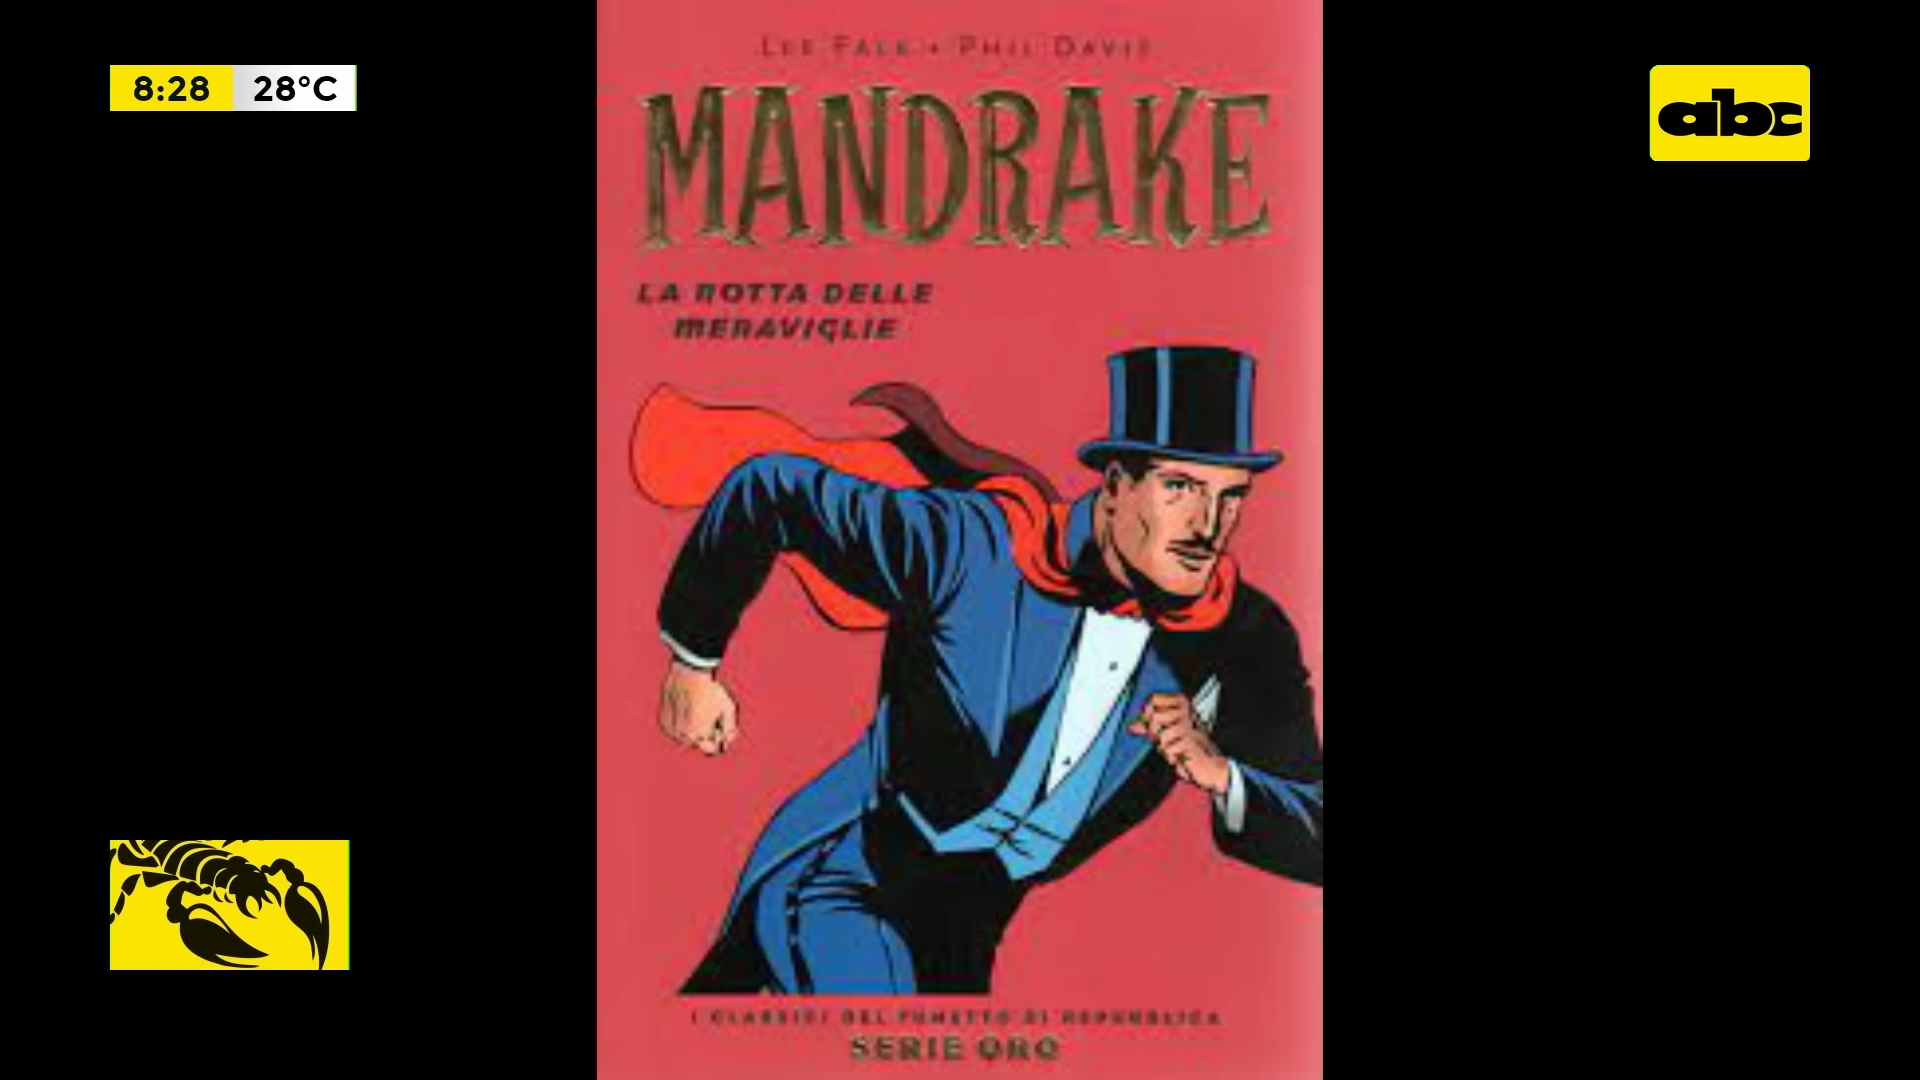 8:28 28°C
abc
LEE FALK + PHIL DAVIS
MANDRAKE
LA ROTTA DELLE
MERAVIGLIE
I CLASSICI DEL FUMETTO DI REPUBBLICA
SERIE ORO